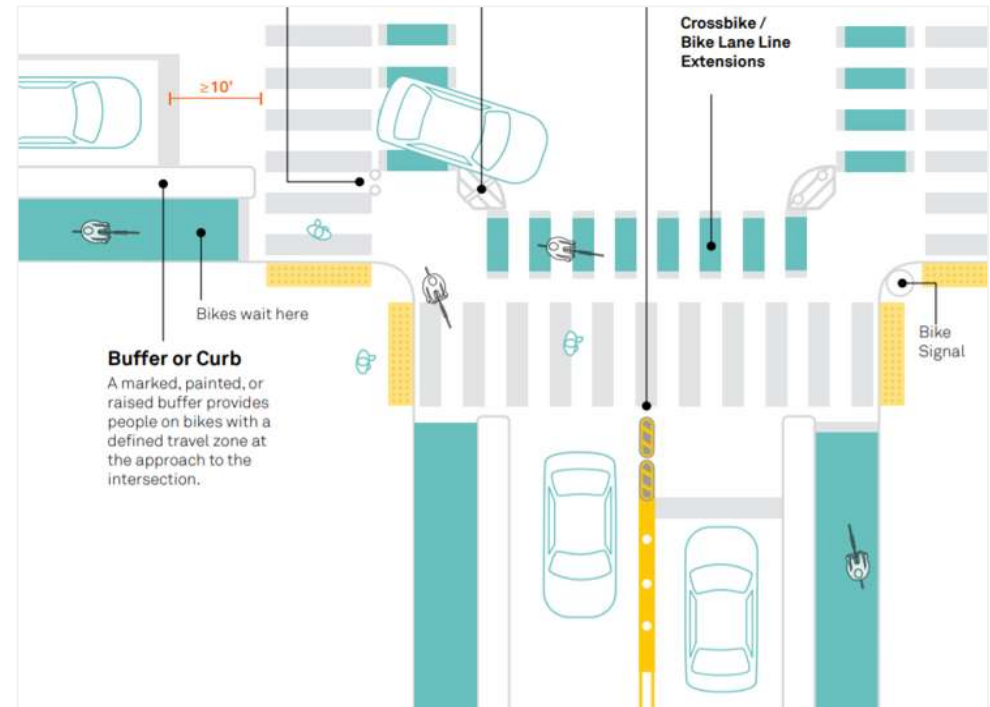 Crossbike /
Bike Lane Line
Extensions
≥10'
Bikes wait here
Buffer or Curb
A marked, painted, or
raised buffer provides
people on bikes with a
defined travel zone at
the approach to the
intersection.
Bike
Signal